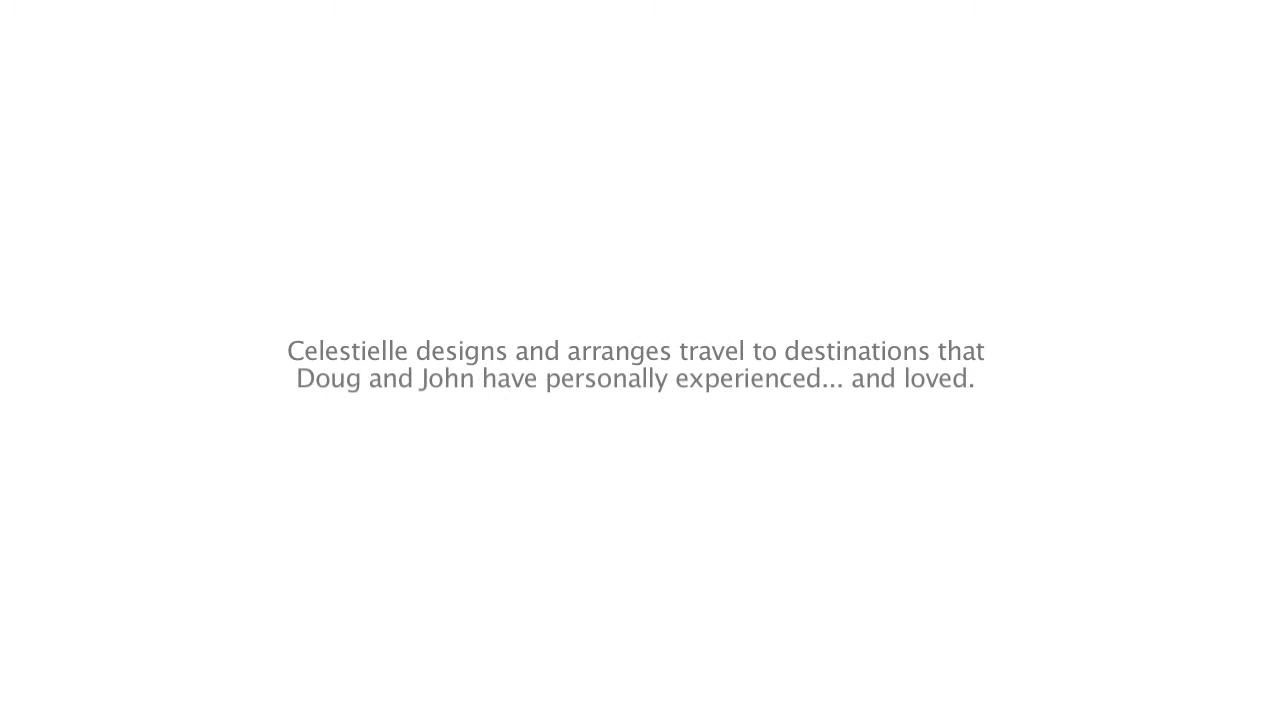 Celestielle designs and arranges travel to destinations that
Doug and John have personally experienced... and loved.